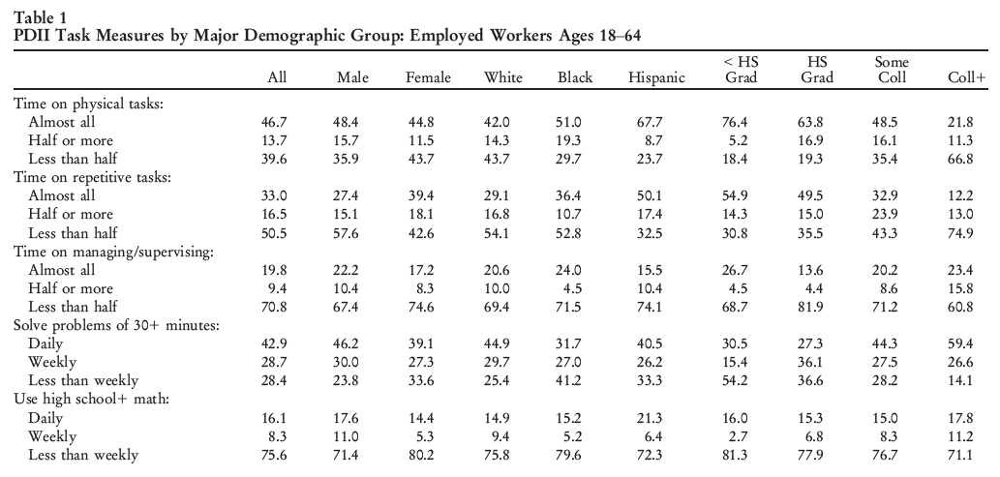 Table 1
PDII Task Measures by Major Demographic Group: Employed Workers Ages 18–64
All Male Female White Black Hispanic < HS Grad HS Grad Some Coll Coll+
Time on physical tasks:
Almost all 46.7 48.4 44.8 42.0 51.0 67.7 76.4 63.8 48.5 21.8
Half or more 13.7 15.7 11.5 14.3 19.3 8.7 5.2 16.9 16.1 11.3
Less than half 39.6 35.9 43.7 43.7 29.7 23.7 18.4 19.3 35.4 66.8
Time on repetitive tasks:
Almost all 33.0 27.4 39.4 29.1 36.4 50.1 54.9 49.5 32.9 12.2
Half or more 16.5 15.1 18.1 16.8 10.7 17.4 14.3 15.0 23.9 13.0
Less than half 50.5 57.6 42.6 54.1 52.8 32.5 30.8 35.5 43.3 74.9
Time on managing/supervising:
Almost all 19.8 22.2 17.2 20.6 24.0 15.5 26.7 13.6 20.2 23.4
Half or more 9.4 10.4 8.3 10.0 4.5 10.4 4.5 4.4 8.6 15.8
Less than half 70.8 67.4 74.6 69.4 71.5 74.1 68.7 81.9 71.2 60.8
Solve problems of 30+ minutes:
Daily 42.9 46.2 39.1 44.9 31.7 40.5 30.5 27.3 44.3 59.4
Weekly 28.7 30.0 27.3 29.7 27.0 26.2 15.4 36.1 27.5 26.6
Less than weekly 28.4 23.8 33.6 25.4 41.2 33.3 54.2 36.6 28.2 14.1
Use high school+ math:
Daily 16.1 17.6 14.4 14.9 15.2 21.3 16.0 15.3 15.0 17.8
Weekly 8.3 11.0 5.3 9.4 5.2 6.4 2.7 6.8 8.3 11.2
Less than weekly 75.6 71.4 80.2 75.8 79.6 72.3 81.3 77.9 76.7 71.1